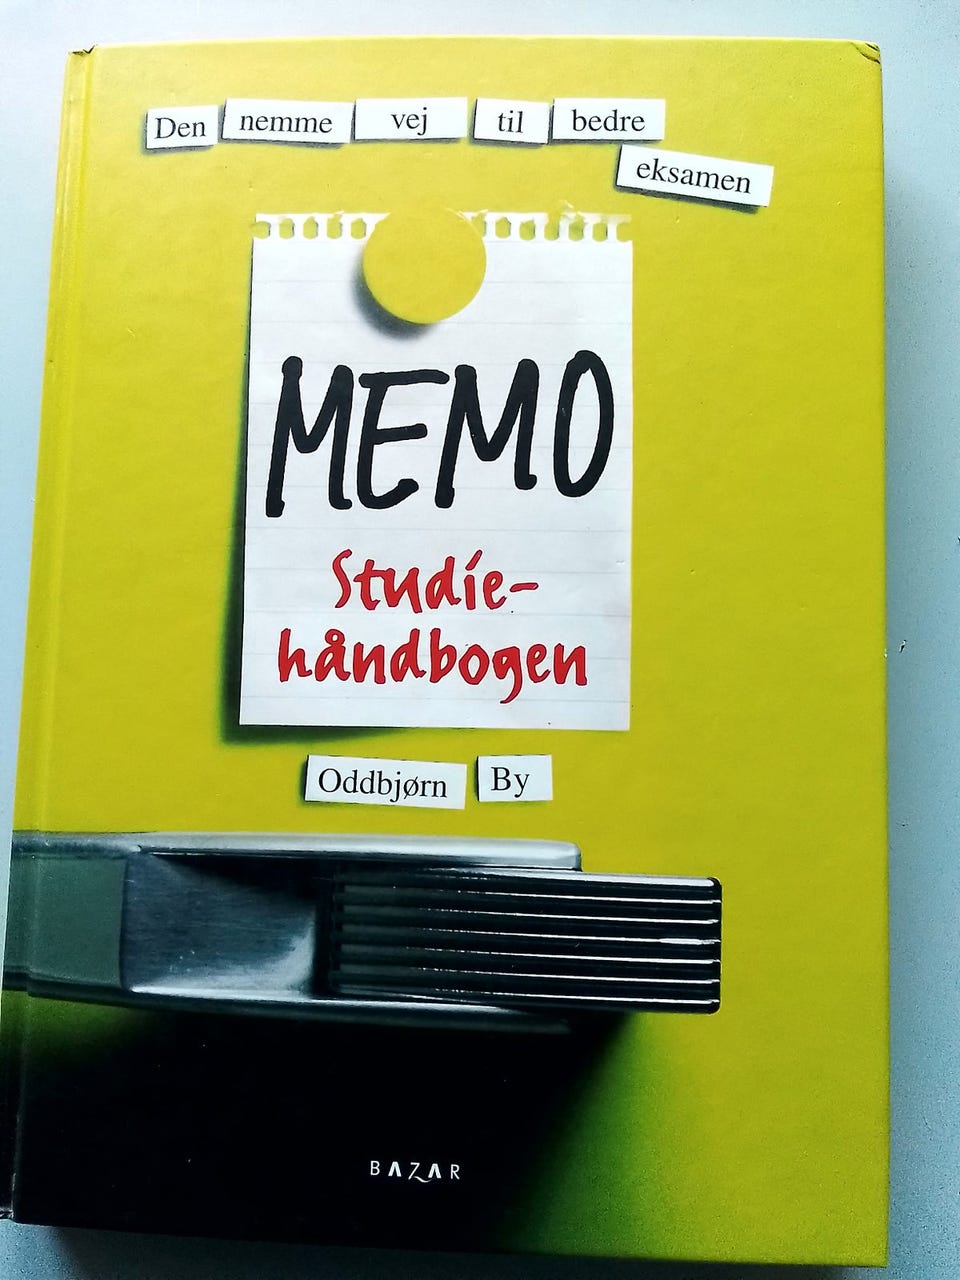 Den nemme vej til bedre
eksamen
MEMO
Studie-
håndbogen
Oddbjørn By
BAZAR